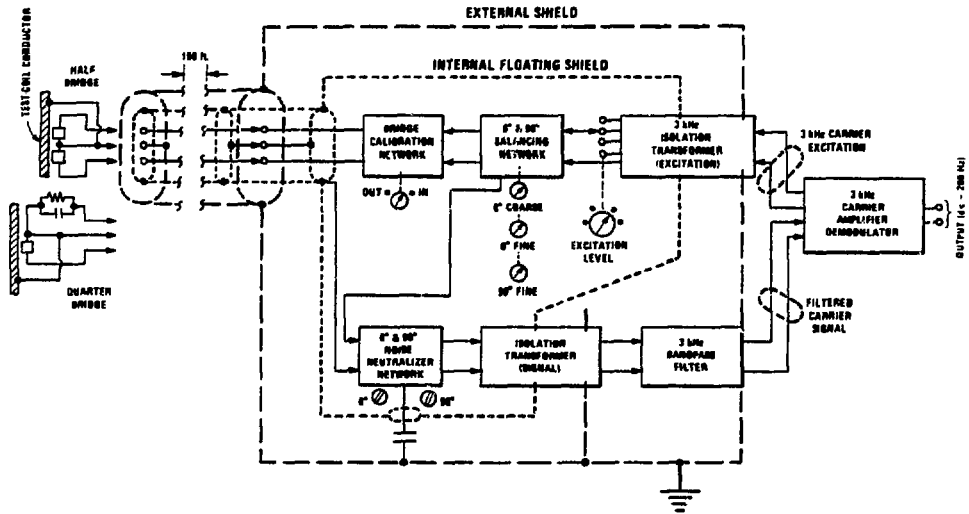 EXTERNAL SHIELD
INTERNAL FLOATING SHIELD
TEST-COIL CONDUCTOR
HALF
BRIDGE
150 ft.
BRIDGE
CALIBRATION
NETWORK
OUT IN
0° & 90°
BALANCING
NETWORK
0° COARSE
0° FINE
90° FINE
3 kHz
ISOLATION
TRANSFORMER
(EXCITATION)
EXCITATION
LEVEL
3 kHz CARRIER
EXCITATION
3 kHz
CARRIER
AMPLIFIER
DEMODULATOR
OUTPUT (dc - 200 Hz)
QUARTER
BRIDGE
0° & 90°
NOISE
NEUTRALIZER
NETWORK
0°
90°
ISOLATION
TRANSFORMER
(SIGNAL)
3 kHz
BANDPASS
FILTER
FILTERED
CARRIER
SIGNAL